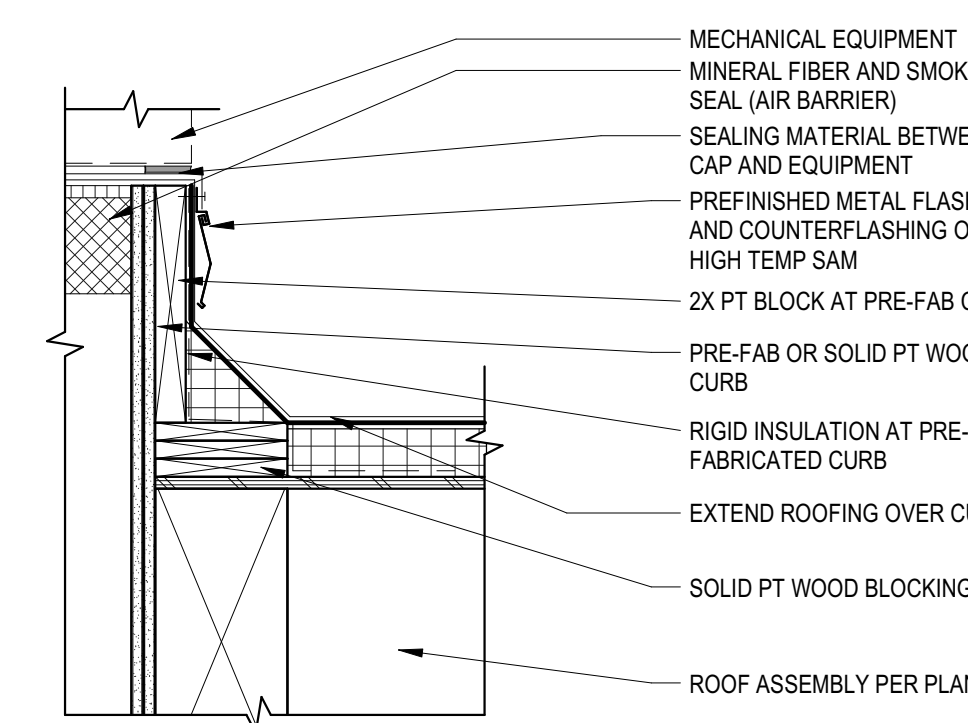 MECHANICAL EQUIPMENT
MINERAL FIBER AND SMOK
SEAL (AIR BARRIER)
SEALING MATERIAL BETWE
CAP AND EQUIPMENT
PREFINISHED METAL FLAS
AND COUNTERFLASHING O
HIGH TEMP SAM
2X PT BLOCK AT PRE-FAB
PRE-FAB OR SOLID PT WOO
CURB
RIGID INSULATION AT PRE-
FABRICATED CURB
EXTEND ROOFING OVER CU
SOLID PT WOOD BLOCKING
ROOF ASSEMBLY PER PLAN